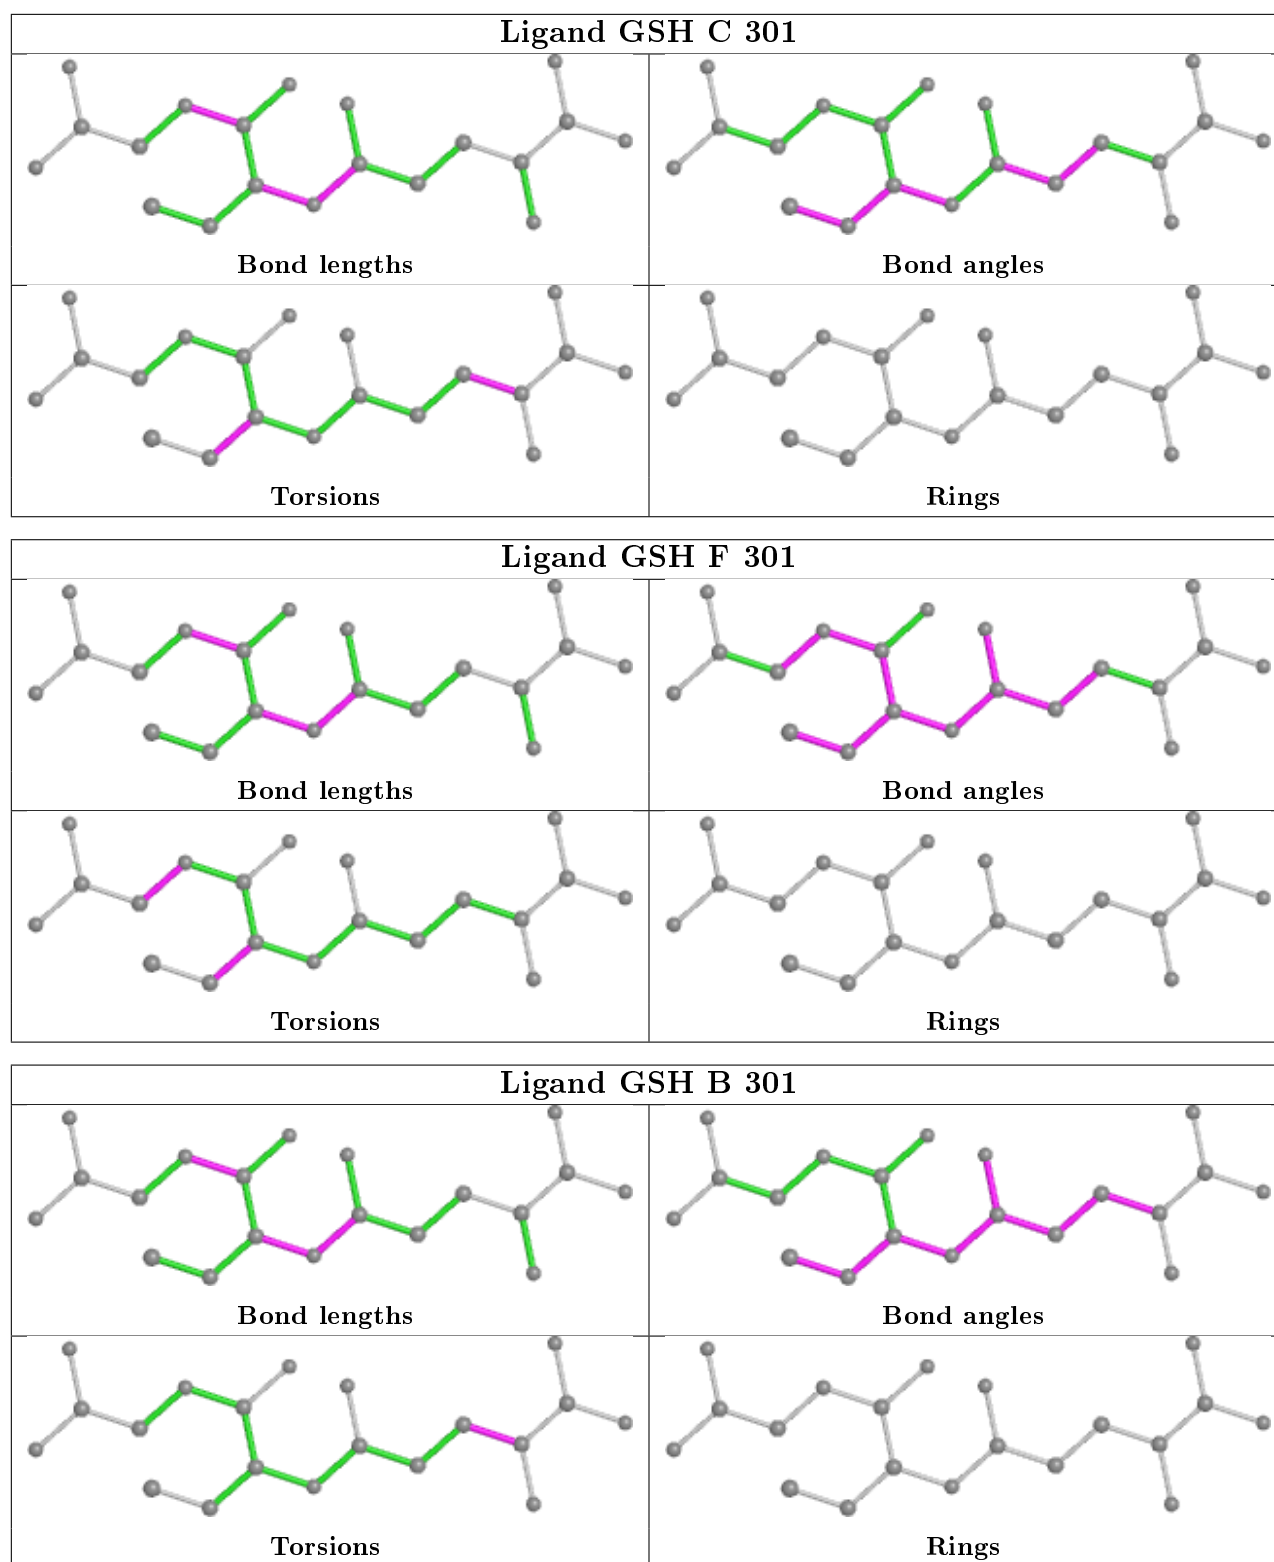 Ligand GSH C 301
Bond lengths
Bond angles
Torsions
Rings
Ligand GSH F 301
Bond lengths
Bond angles
Torsions
Rings
Ligand GSH B 301
Bond lengths
Bond angles
Torsions
Rings